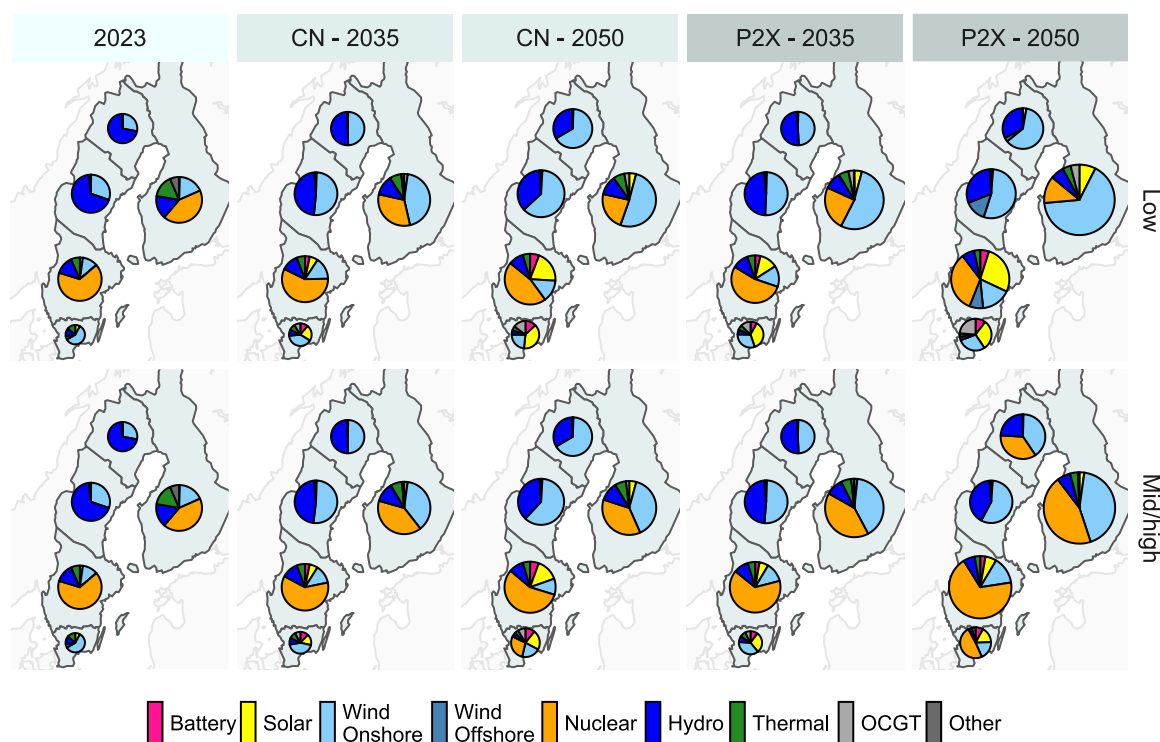 2023
CN - 2035
CN - 2050
P2X - 2035
P2X - 2050
Low
Mid/high
Battery
Solar
Wind
Onshore
Wind
Offshore
Nuclear
Hydro
Thermal
OCGT
Other